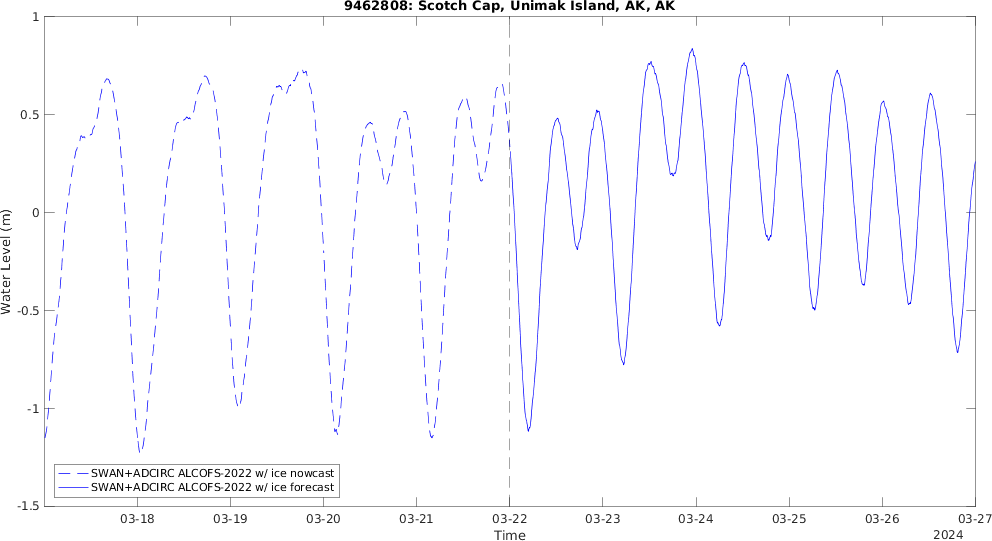 9462808: Scotch Cap, Unimak Island, AK, AK
1
0.5
0
-0.5
-1
-1.5
Water Level (m)
SWAN+ADCIRC ALCOFS-2022 w/ ice nowcast
SWAN+ADCIRC ALCOFS-2022 w/ ice forecast
03-18 03-19 03-20 03-21 03-22 03-23 03-24 03-25 03-26 03-27
Time
2024